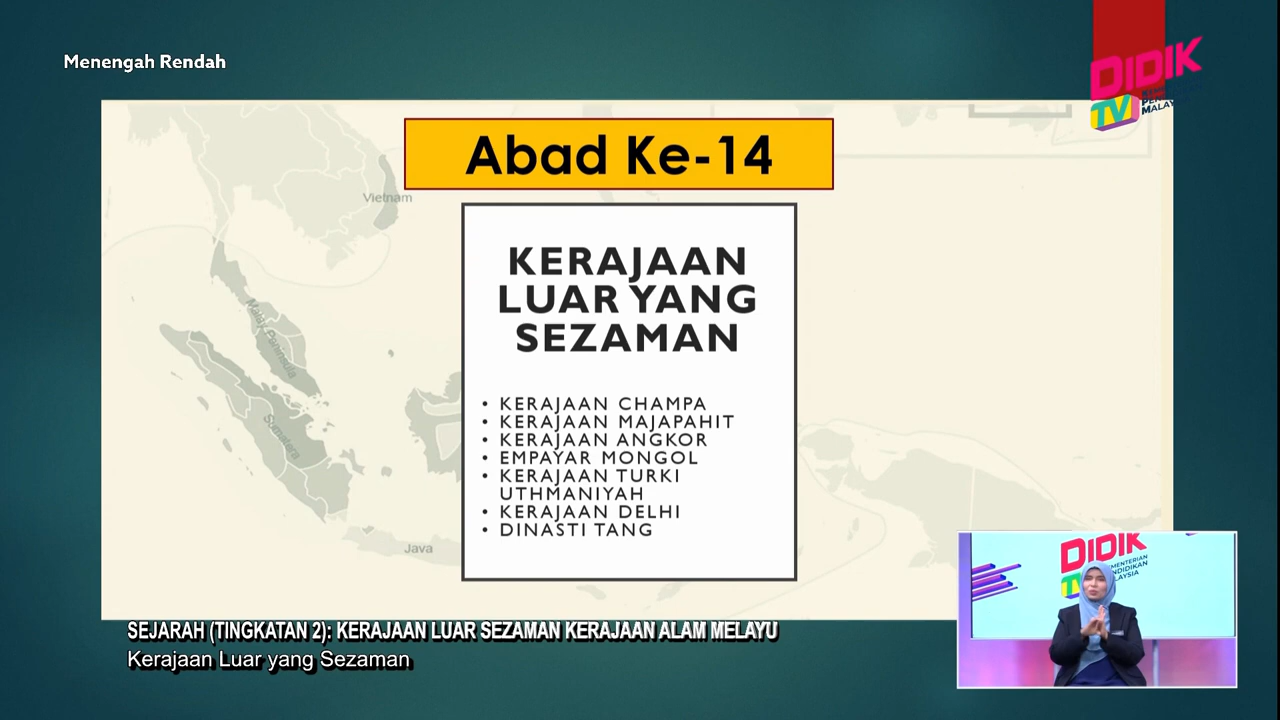 Menengah Rendah
DIDIK
TV
Abad Ke-14
Vietnam
KERAJAAN
LUAR YANG
SEZAMAN
Malay Peninsula
Sumatera
Java
• KERAJAAN CHAMPA
• KERAJAAN MAJAPAHIT
• KERAJAAN ANGKOR
• EMPAYAR MONGOL
• KERAJAAN TURKI
UTHMANIYAH
• KERAJAAN DELHI
• DINASTI TANG
DIDIK
TV
SEJARAH (TINGKATAN 2): KERAJAAN LUAR SEZAMAN KERAJAAN ALAM MELAYU
Kerajaan Luar yang Sezaman